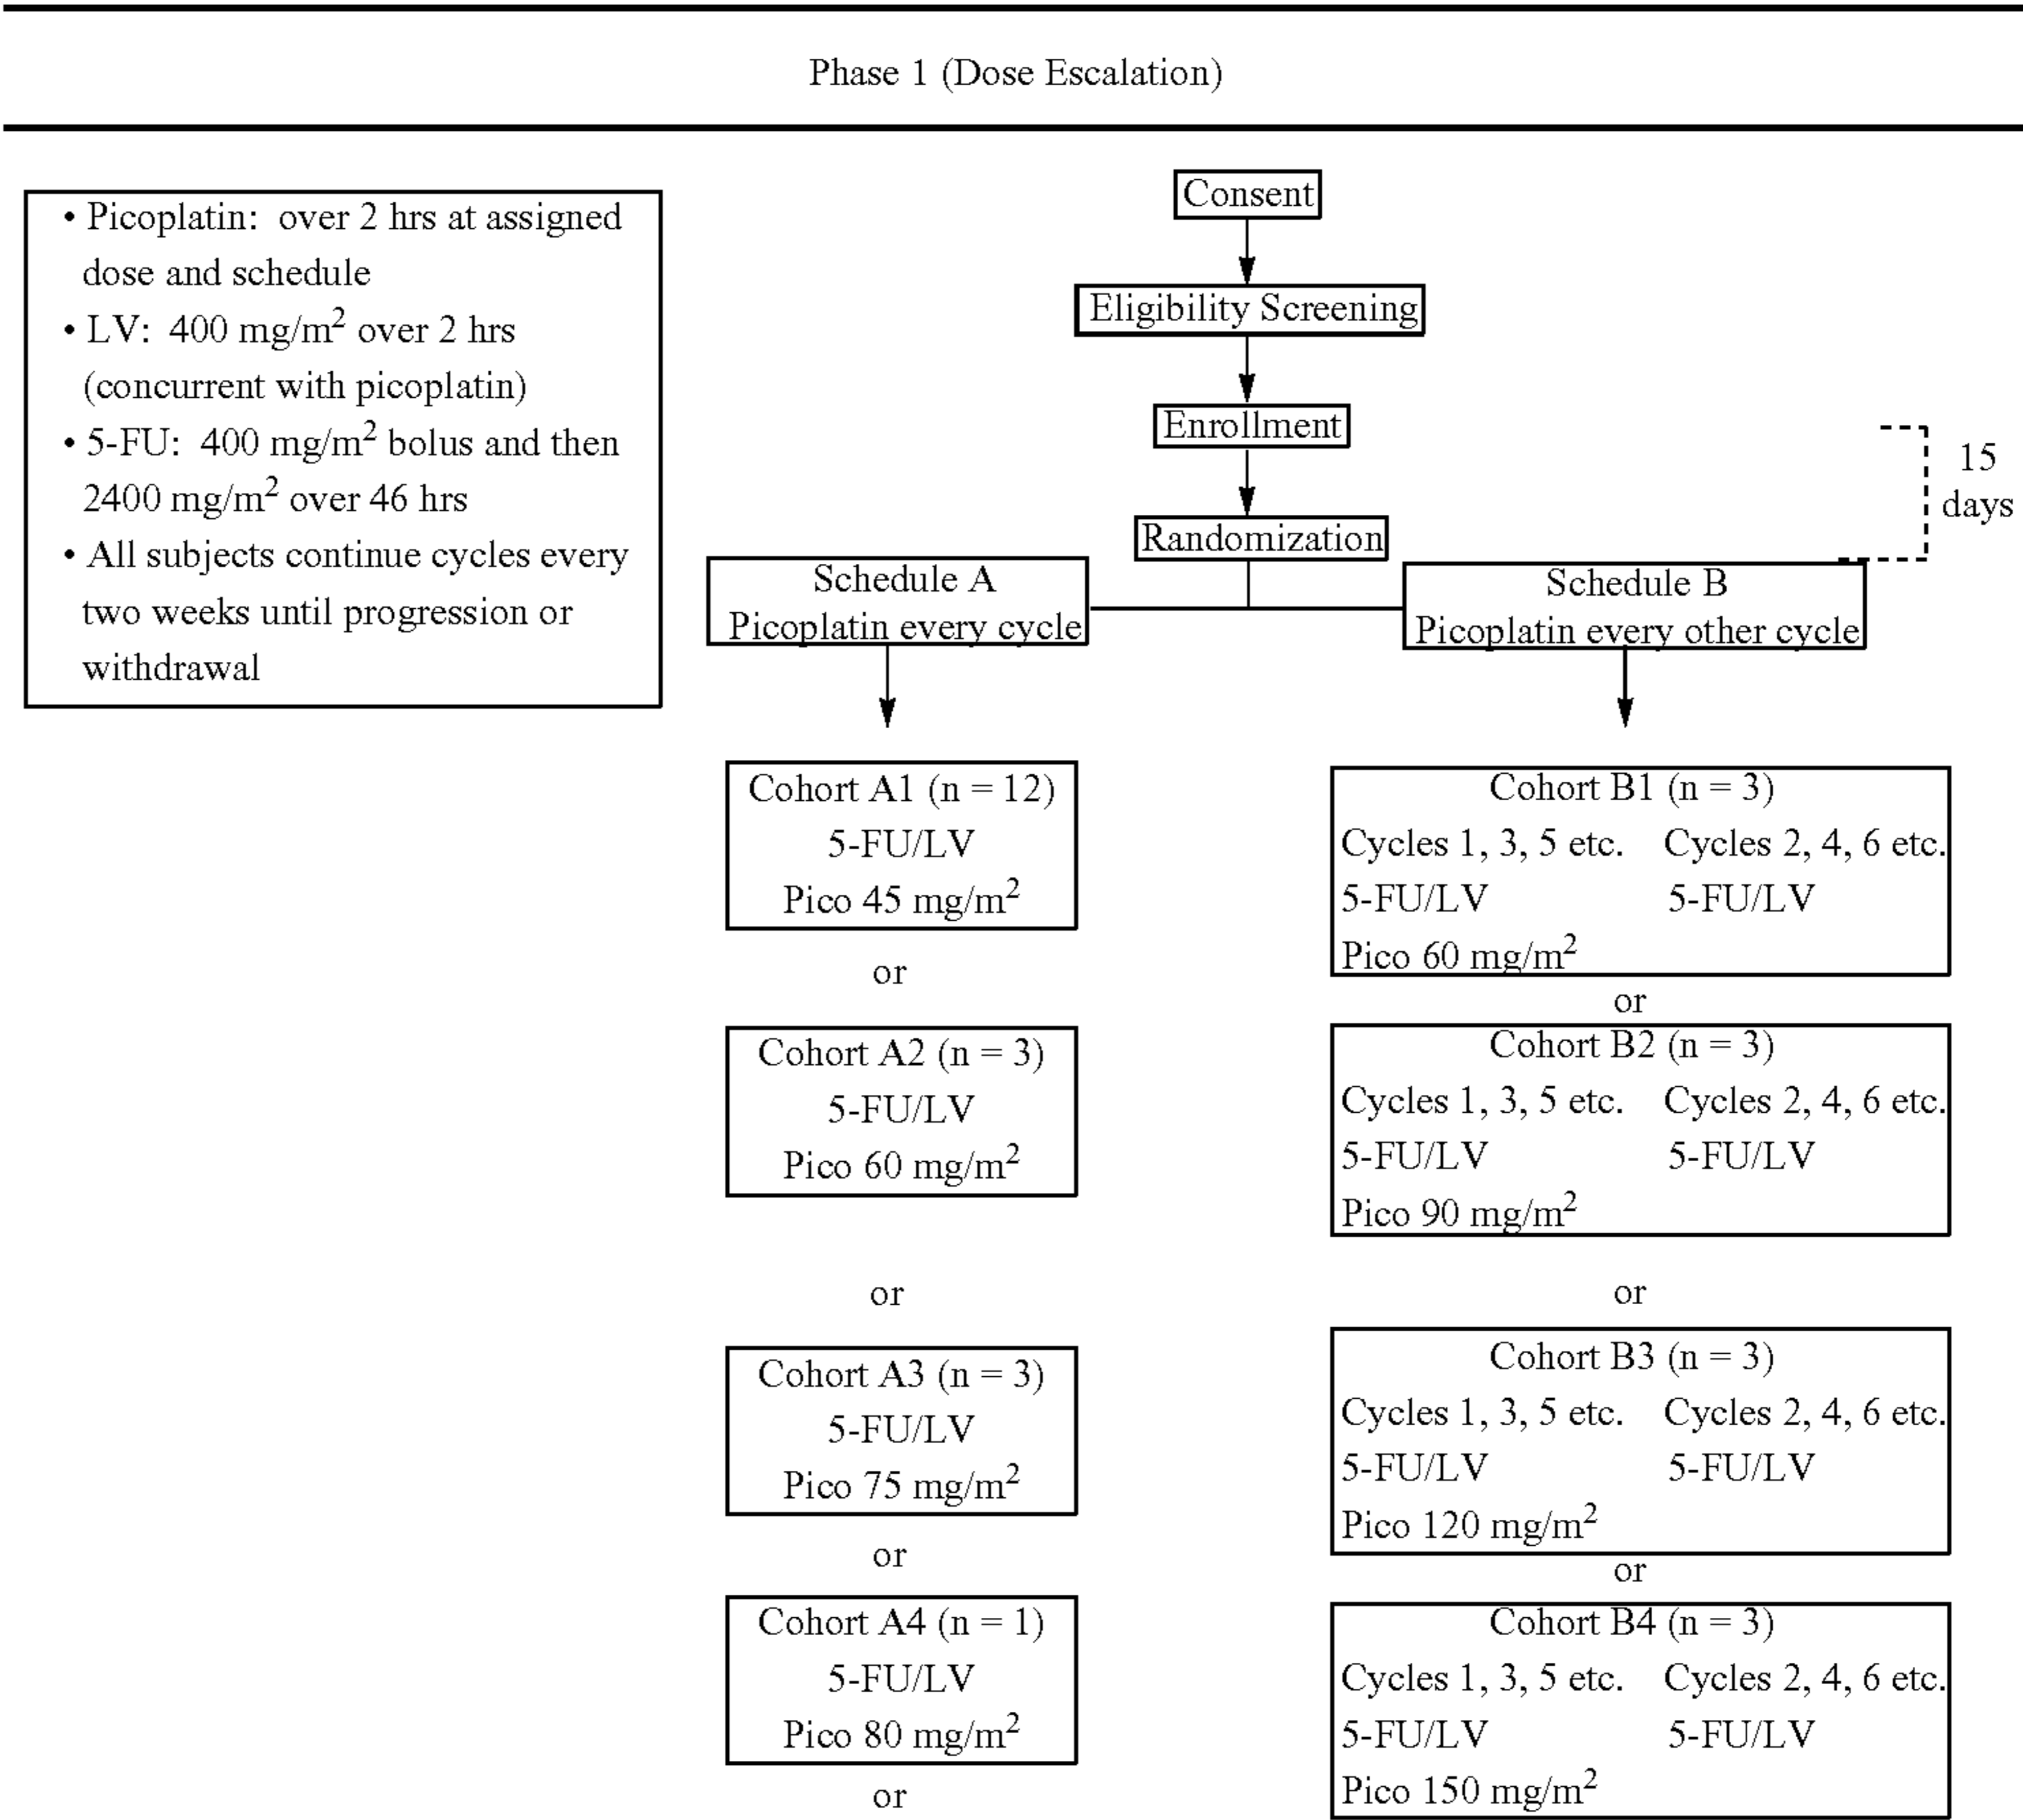 Phase 1 (Dose Escalation)
• Picoplatin: over 2 hrs at assigned
dose and schedule
• LV: 400 mg/m² over 2 hrs
(concurrent with picoplatin)
• 5-FU: 400 mg/m² bolus and then
2400 mg/m² over 46 hrs
• All subjects continue cycles every
two weeks until progression or
withdrawal
Consent
Eligibility Screening
Enrollment
Randomization
15
days
Schedule A
Picoplatin every cycle
Schedule B
Picoplatin every other cycle
Cohort A1 (n = 12)
5-FU/LV
Pico 45 mg/m²
or
Cohort A2 (n = 3)
5-FU/LV
Pico 60 mg/m²
or
Cohort A3 (n = 3)
5-FU/LV
Pico 75 mg/m²
or
Cohort A4 (n = 1)
5-FU/LV
Pico 80 mg/m²
or
Cohort B1 (n = 3)
Cycles 1, 3, 5 etc. Cycles 2, 4, 6 etc.
5-FU/LV 5-FU/LV
Pico 60 mg/m²
or
Cohort B2 (n = 3)
Cycles 1, 3, 5 etc. Cycles 2, 4, 6 etc.
5-FU/LV 5-FU/LV
Pico 90 mg/m²
or
Cohort B3 (n = 3)
Cycles 1, 3, 5 etc. Cycles 2, 4, 6 etc.
5-FU/LV 5-FU/LV
Pico 120 mg/m²
or
Cohort B4 (n = 3)
Cycles 1, 3, 5 etc. Cycles 2, 4, 6 etc.
5-FU/LV 5-FU/LV
Pico 150 mg/m²